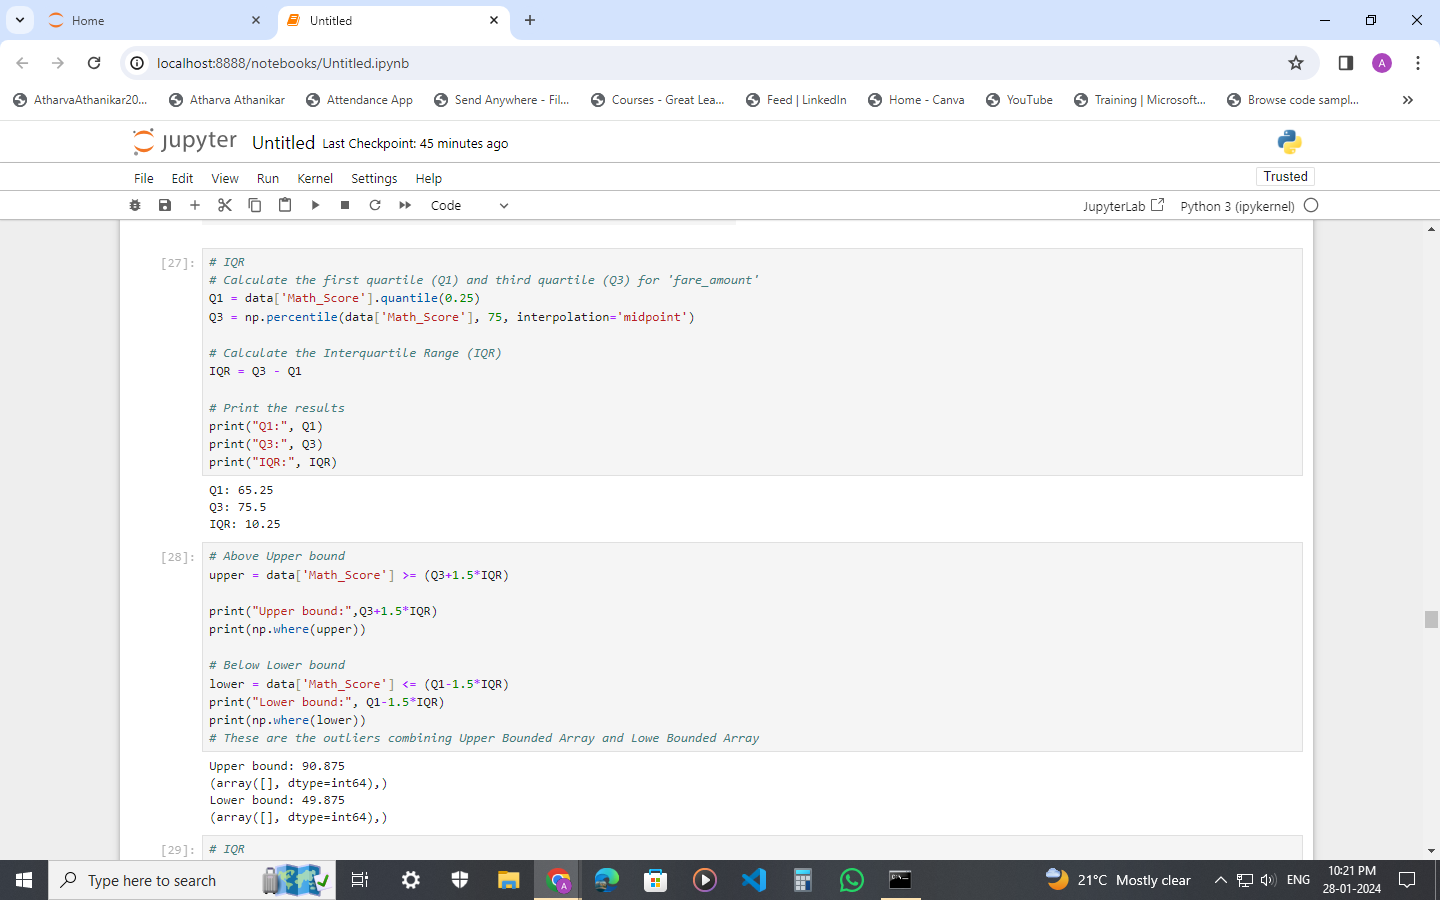 Home
Untitled
localhost:8888/notebooks/Untitled.ipynb
A
AtharvaAthanikar20...
Atharva Athanikar
Attendance App
Send Anywhere - Fil...
Courses - Great Lea...
Feed | LinkedIn
Home - Canva
YouTube
Training | Microsoft...
Browse code sampl...
jupyter
Untitled Last Checkpoint: 45 minutes ago
File Edit View Run Kernel Settings Help
Trusted
Code
JupyterLab
Python 3 (ipykernel)
[27]:
# IQR
# Calculate the first quartile (Q1) and third quartile (Q3) for 'fare_amount'
Q1 = data['Math_Score'].quantile(0.25)
Q3 = np.percentile(data['Math_Score'], 75, interpolation='midpoint')
# Calculate the Interquartile Range (IQR)
IQR = Q3 - Q1
# Print the results
print("Q1:", Q1)
print("Q3:", Q3)
print("IQR:", IQR)
Q1: 65.25
Q3: 75.5
IQR: 10.25
[28]:
# Above Upper bound
upper = data['Math_Score'] >= (Q3+1.5*IQR)
print("Upper bound:",Q3+1.5*IQR)
print(np.where(upper))
# Below Lower bound
lower = data['Math_Score'] <= (Q1-1.5*IQR)
print("Lower bound:", Q1-1.5*IQR)
print(np.where(lower))
# These are the outliers combining Upper Bounded Array and Lowe Bounded Array
Upper bound: 90.875
(array([], dtype=int64),)
Lower bound: 49.875
(array([], dtype=int64),)
[29]:
# IQR
Type here to search
A
21°C Mostly clear
ENG
10:21 PM
28-01-2024